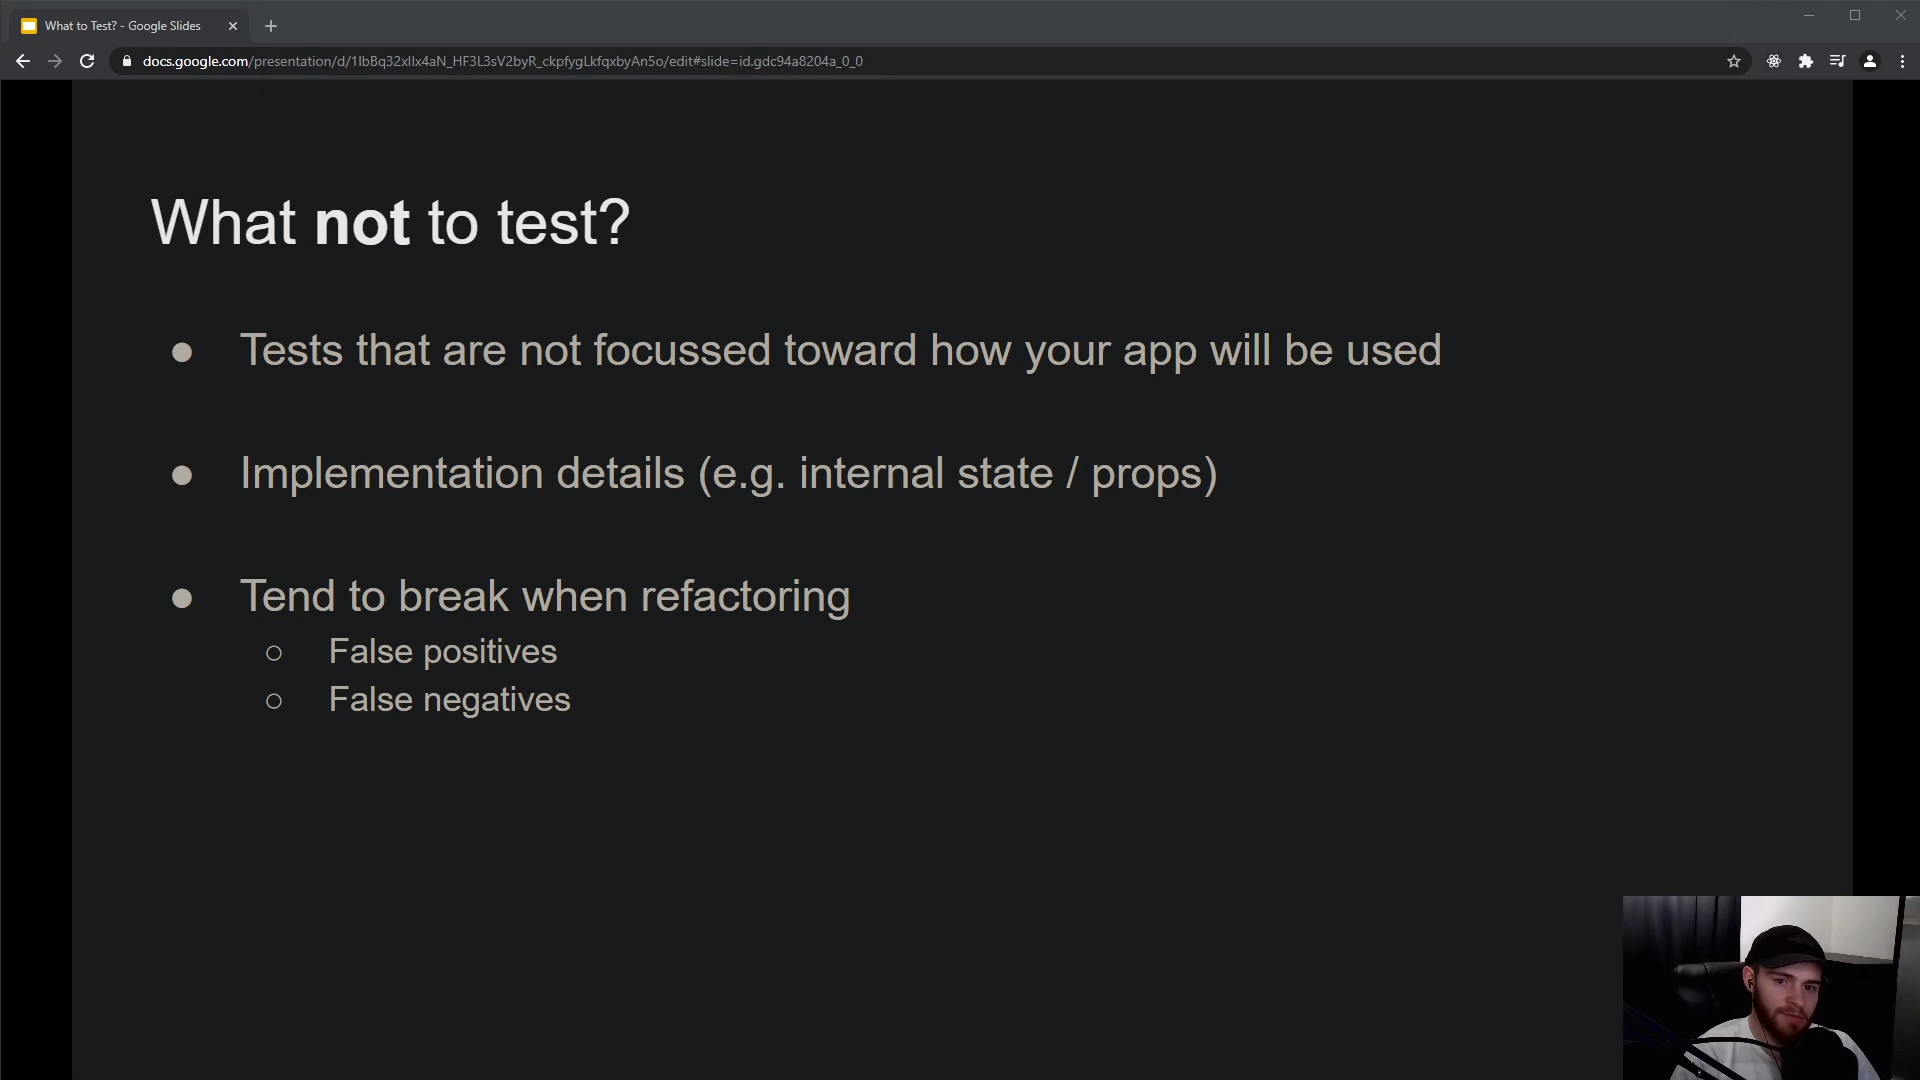 What to Test? - Google Slides
docs.google.com/presentation/d/1IbBq32xIlx4aN_HF3L3sV2byR_ckpfygLkfqxbyAn5o/edit#slide=id.gdc94a8204a_0_0
What not to test?
● Tests that are not focussed toward how your app will be used
● Implementation details (e.g. internal state / props)
● Tend to break when refactoring
○ False positives
○ False negatives